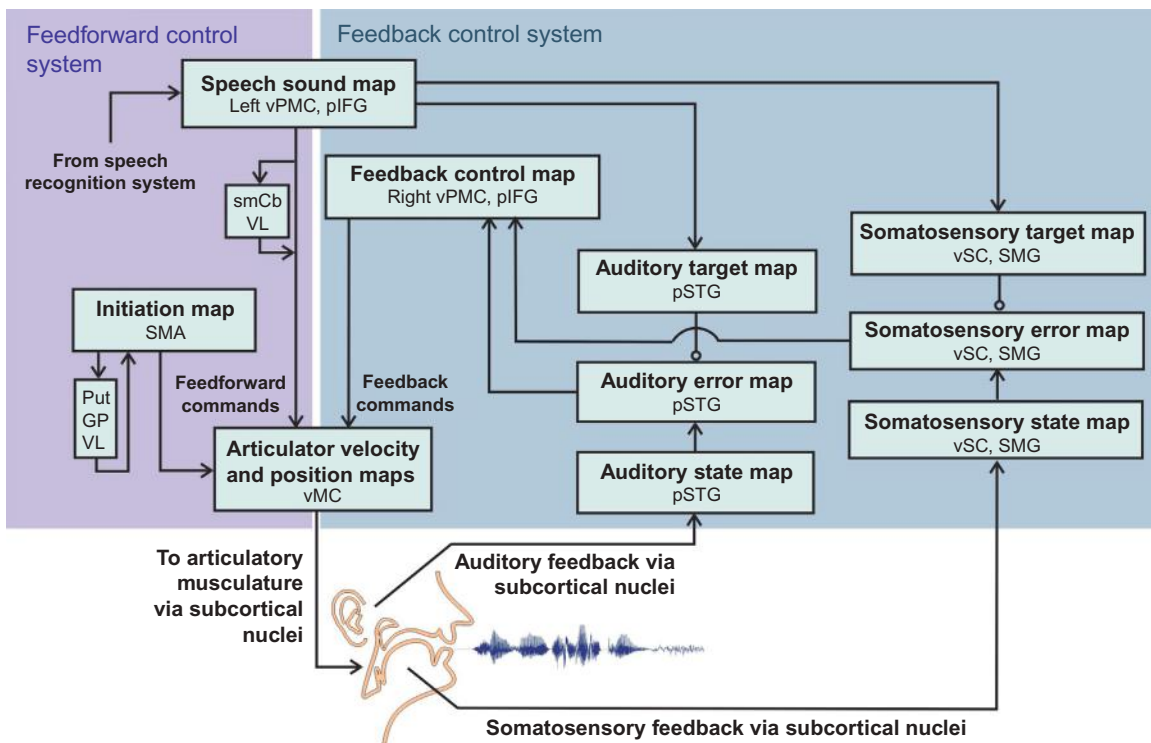 Feedforward control
system
Feedback control system
Speech sound map
Left vPMC, pIFG
From speech
recognition system
smCb
VL
Feedback control map
Right vPMC, pIFG
Somatosensory target map
vSC, SMG
Auditory target map
pSTG
Initiation map
SMA
Somatosensory error map
vSC, SMG
Put
GP
VL
Feedforward
commands
Feedback
commands
Auditory error map
pSTG
Somatosensory state map
vSC, SMG
Articulator velocity
and position maps
vMC
Auditory state map
pSTG
To articulatory
musculature
via subcortical
nuclei
Auditory feedback via
subcortical nuclei
Somatosensory feedback via subcortical nuclei